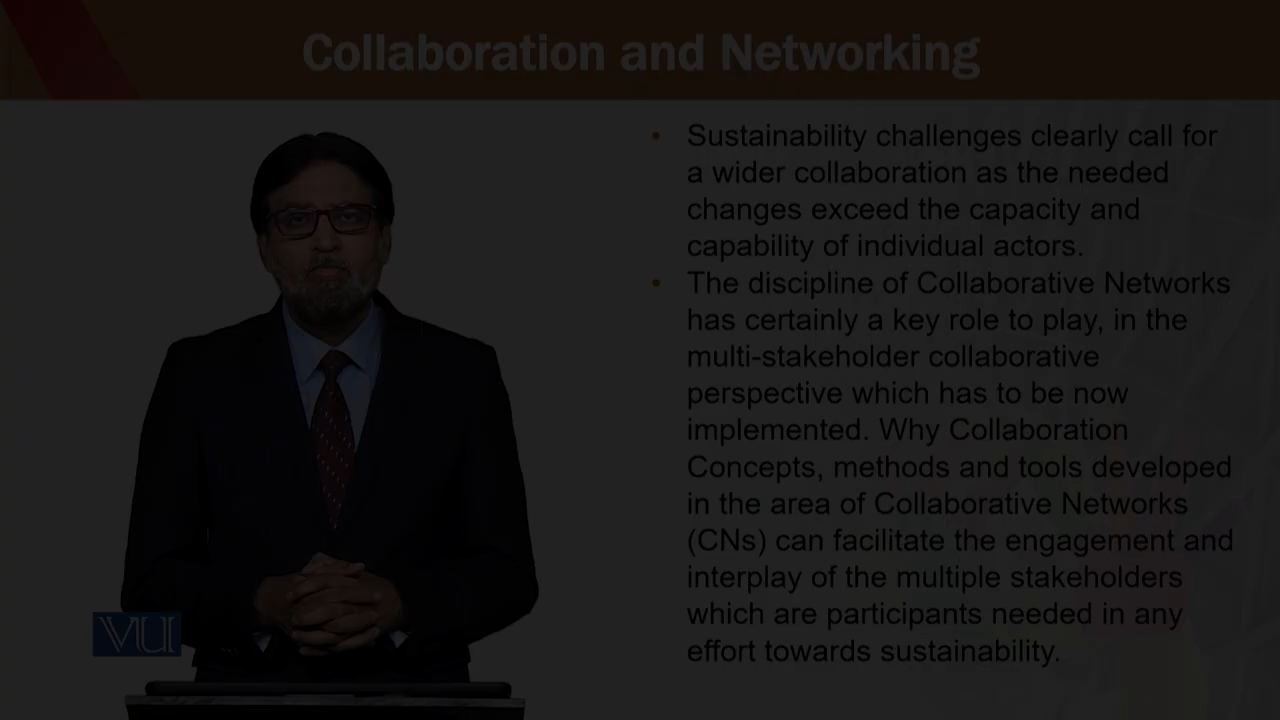 Collaboration and Networking
• Sustainability challenges clearly call for
a wider collaboration as the needed
changes exceed the capacity and
capability of individual actors.
• The discipline of Collaborative Networks
has certainly a key role to play, in the
multi-stakeholder collaborative
perspective which has to be now
implemented. Why Collaboration
Concepts, methods and tools developed
in the area of Collaborative Networks
(CNs) can facilitate the engagement and
interplay of the multiple stakeholders
which are participants needed in any
effort towards sustainability.
VU